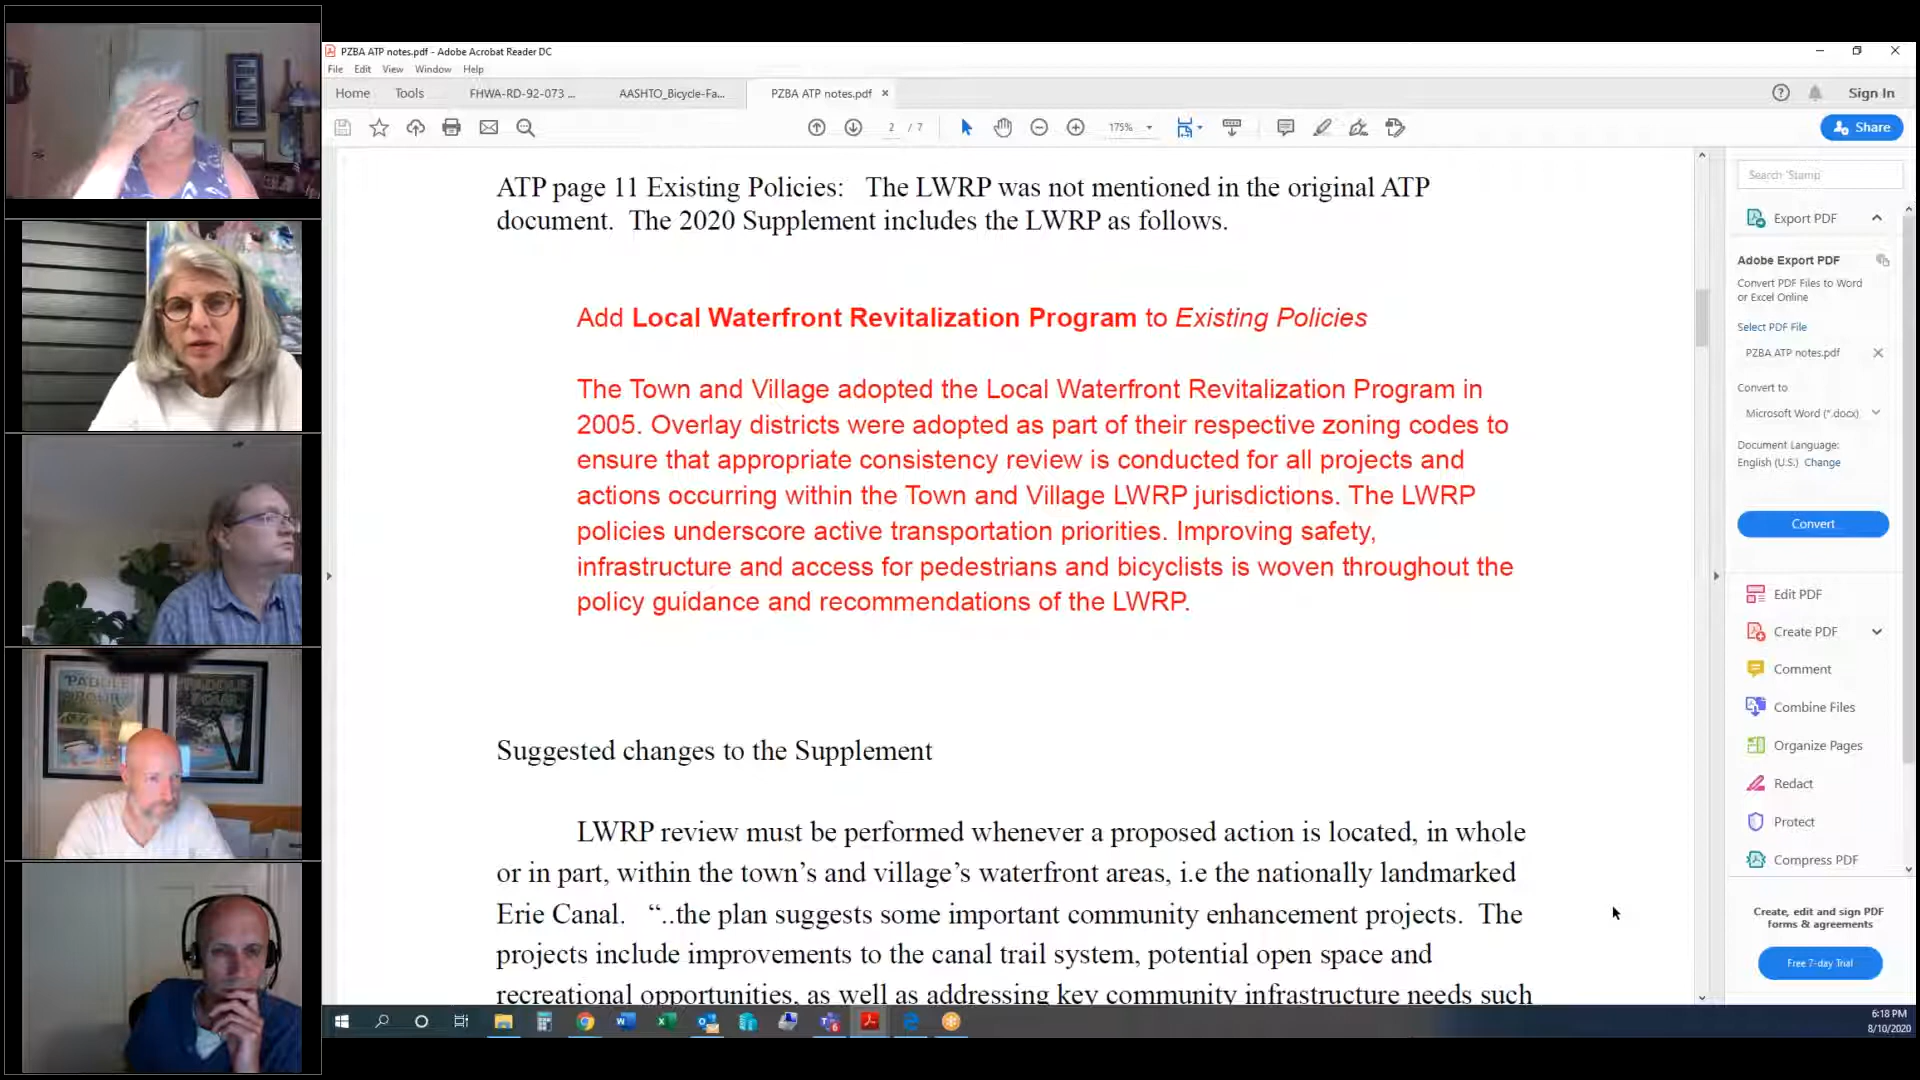 PZBA ATP notes.pdf - Adobe Acrobat Reader DC
File Edit View Window Help
Home Tools FHWA-RD-92-073 ... AASHTO_Bicycle-Fa... PZBA ATP notes.pdf ×
? Sign In
2 / 7 175%
Share
ATP page 11 Existing Policies: The LWRP was not mentioned in the original ATP
document. The 2020 Supplement includes the LWRP as follows.
Add Local Waterfront Revitalization Program to Existing Policies
The Town and Village adopted the Local Waterfront Revitalization Program in
2005. Overlay districts were adopted as part of their respective zoning codes to
ensure that appropriate consistency review is conducted for all projects and
actions occurring within the Town and Village LWRP jurisdictions. The LWRP
policies underscore active transportation priorities. Improving safety,
infrastructure and access for pedestrians and bicyclists is woven throughout the
policy guidance and recommendations of the LWRP.
Suggested changes to the Supplement
LWRP review must be performed whenever a proposed action is located, in whole
or in part, within the town’s and village’s waterfront areas, i.e the nationally landmarked
Erie Canal. “..the plan suggests some important community enhancement projects. The
projects include improvements to the canal trail system, potential open space and
recreational opportunities, as well as addressing key community infrastructure needs such
Search 'Stamp
Export PDF
Adobe Export PDF
Convert PDF Files to Word
or Excel Online
Select PDF File
PZBA ATP notes.pdf
Convert to
Microsoft Word (*.docx)
Document Language:
English (U.S.) Change
Convert
Edit PDF
Create PDF
Comment
Combine Files
Organize Pages
Redact
Protect
Compress PDF
Create, edit and sign PDF
forms & agreements
Free 7-day Trial
6:18 PM
8/10/2020
PADDLE
PADDLE